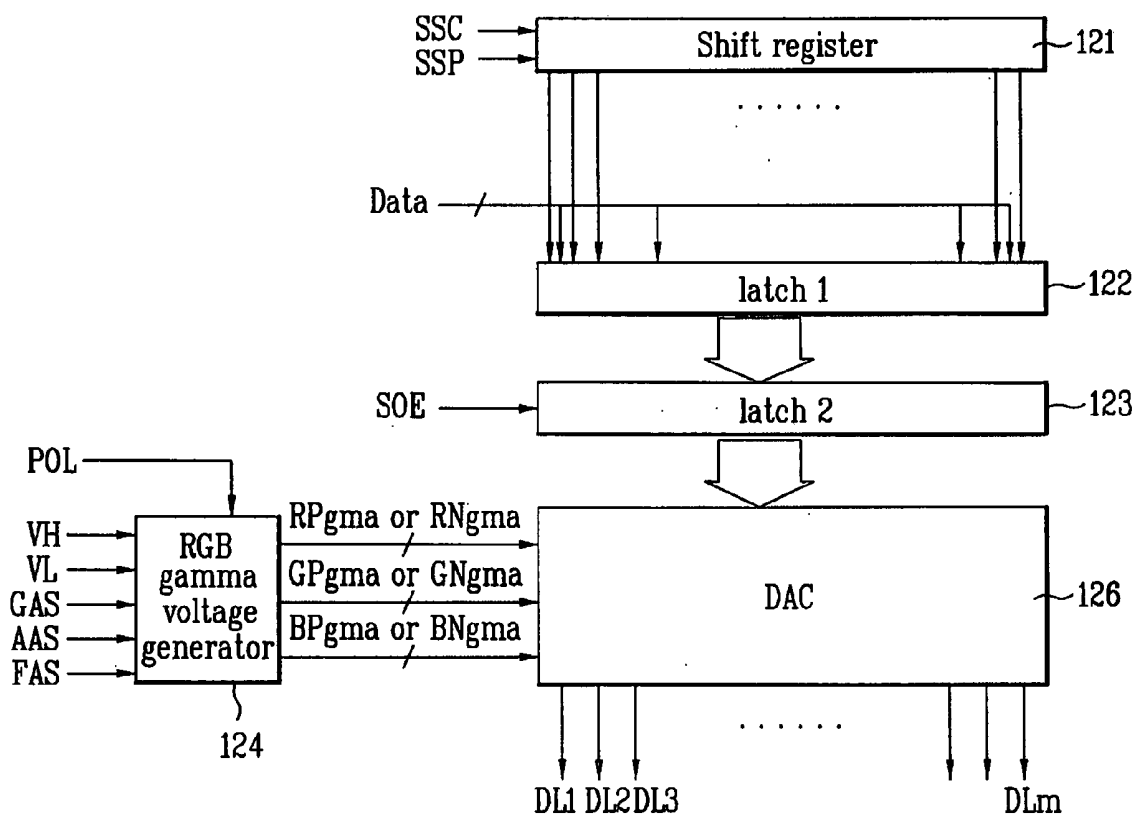 SSC
SSP
Shift register
121
Data
latch 1
122
SOE
latch 2
123
POL
VH
VL
GAS
AAS
FAS
RGB
gamma
voltage
generator
124
RPgma or RNgma
GPgma or GNgma
BPgma or BNgma
DAC
126
DL1 DL2 DL3
DLm